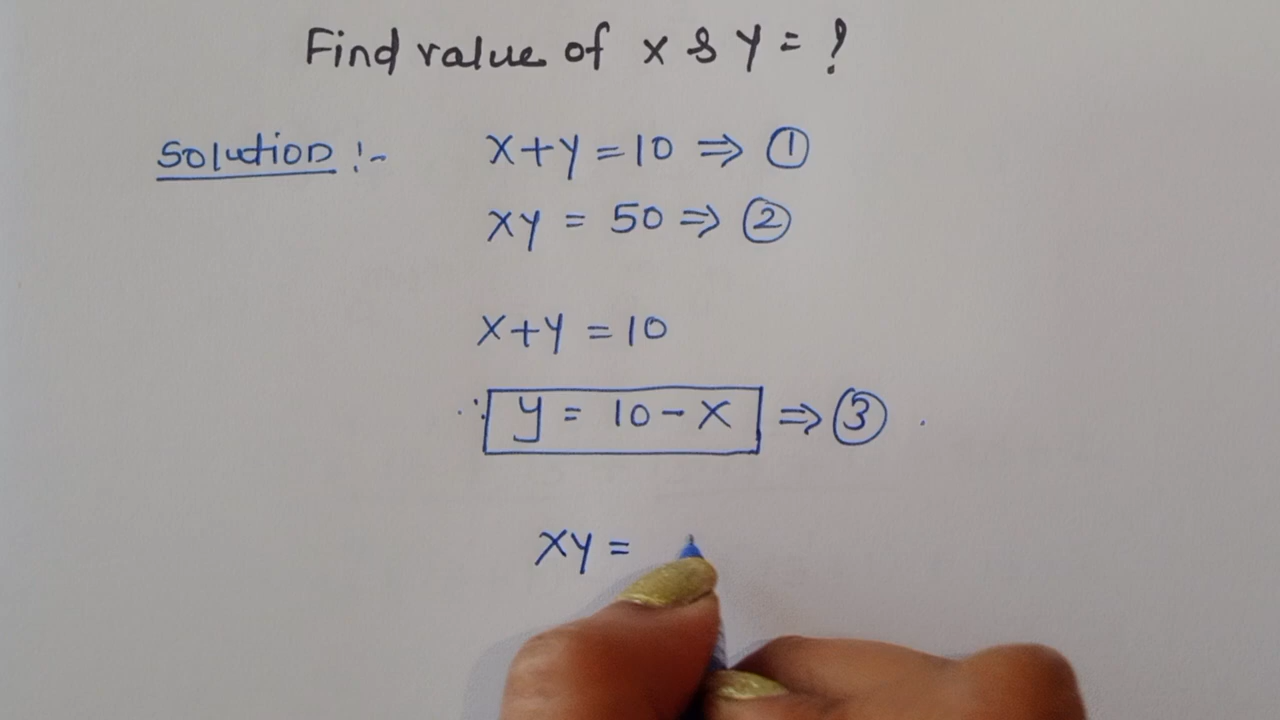 Find value of x & y = ?
Solution :- x+y = 10 ⇒ ①
xy = 50 ⇒ ②
x+y = 10
∴ y = 10 - x ⇒ ③
xy =